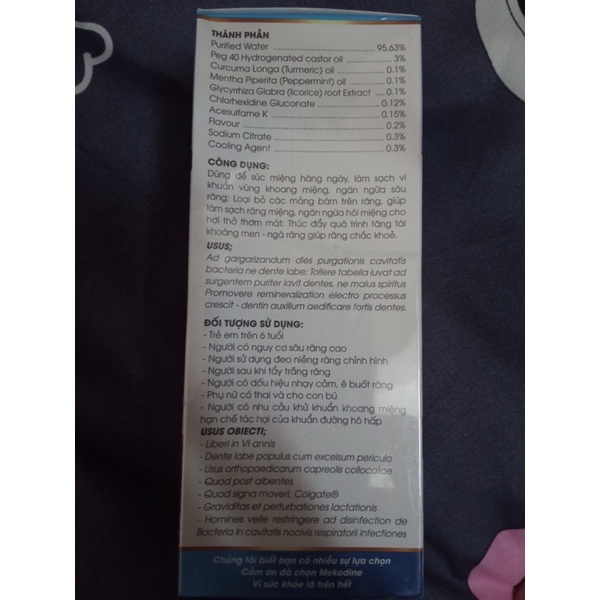 THÀNH PHẦN
Purified Water ........ 95.63%
Peg 40 Hydrogenated castor oil ........ 3%
Curcuma Longa (Turmeric) oil ........ 0.1%
Mentha Piperita (Peppermint) oil ........ 0.1%
Glycyrrhiza Glabra (licorice) root Extract .... 0.1%
Chlorhexidine Gluconate ........ 0.12%
Acesulfame K ........ 0.15%
Flavour ........ 0.2%
Sodium Citrate ........ 0.3%
Cooling Agent ........ 0.3%
CÔNG DỤNG:
Dùng để súc miệng hàng ngày, làm sạch vi
khuẩn vùng khoang miệng, ngăn ngừa sâu
răng; Loại bỏ các mảng bám trên răng, giúp
làm sạch răng miệng, ngăn ngừa hôi miệng cho
hơi thở thơm mát; Thúc đẩy quá trình tăng tái
khoáng men - ngà răng giúp răng chắc khoẻ.
USUS;
Ad gargarizandum dies purgationis cavitatis
bacteria ne dente labe; Tollere tabella iuvat ad
surgentem puriter lavit dentes, ne malus spiritus
Promovere remineralization electro processus
crescit - dentin auxilium aedificare fortis dentes.
ĐỐI TƯỢNG SỬ DỤNG:
- Trẻ em trên 6 tuổi
- Người có nguy cơ sâu răng cao
- Người sử dụng đeo niềng răng chỉnh hình
- Người sau khi tẩy trắng răng
- Người có dấu hiệu nhạy cảm, ê buốt răng
- Phụ nữ có thai và cho con bú
- Người có nhu cầu khử khuẩn khoang miệng
hạn chế tác hại của khuẩn đường hô hấp
USUS OBIECTI;
- Liberi in VI annis
- Dente labe populus cum excelsum periculo
- Usus orthopaedicarum capreolis collocatae
- Quod post albentes
- Quod signa moveri, Colgate®
- Graviditas et perturbationes lactationis
- Homines velle restringere ad disinfection de
Bacteria in cavitatis nocivis respiratorii infectiones
Chúng tôi biết bạn có nhiều sự lựa chọn
Cảm ơn đã chọn Mekodine
Vì sức khỏe là trên hết